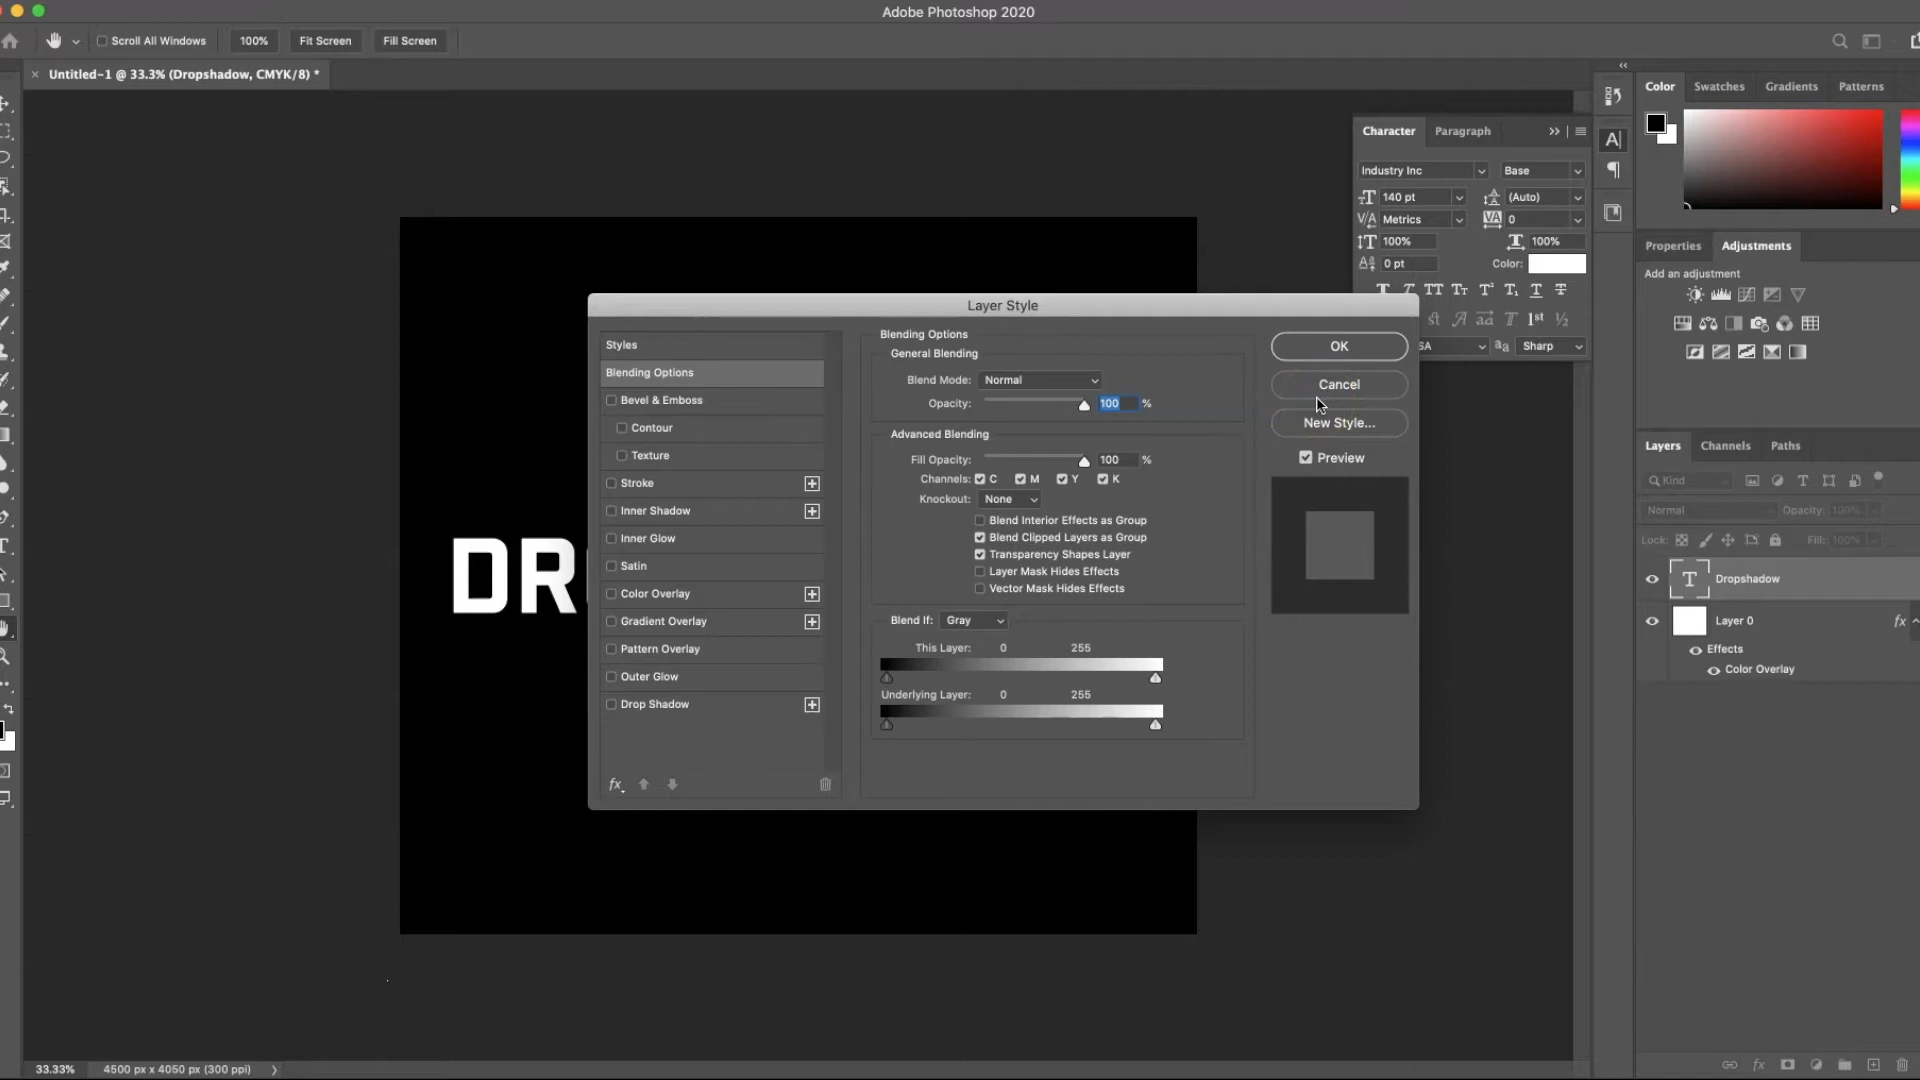 Adobe Photoshop 2020
Scroll All Windows 100% Fit Screen Fill Screen
× Untitled-1 @ 33.3% (Dropshadow, CMYK/8) *
Color Swatches Gradients Patterns
Character Paragraph
Industry Inc Base
140 pt (Auto)
Metrics 0
100% 100%
0 pt Color:
Properties Adjustments
Add an adjustment
Sharp
Layer Style
Styles
Blending Options
Bevel & Emboss
Contour
Texture
Stroke
Inner Shadow
Inner Glow
Satin
Color Overlay
Gradient Overlay
Pattern Overlay
Outer Glow
Drop Shadow
fx
Blending Options
General Blending
Blend Mode: Normal
Opacity: 100 %
Advanced Blending
Fill Opacity: 100 %
Channels: C M Y K
Knockout: None
Blend Interior Effects as Group
Blend Clipped Layers as Group
Transparency Shapes Layer
Layer Mask Hides Effects
Vector Mask Hides Effects
Blend If: Gray
This Layer: 0 255
Underlying Layer: 0 255
OK
Cancel
New Style...
Preview
DR
Layers Channels Paths
Kind
Normal Opacity: 100%
Lock: Fill: 100%
T Dropshadow
Layer 0 fx
Effects
Color Overlay
33.33% 4500 px x 4050 px (300 ppi)
fx